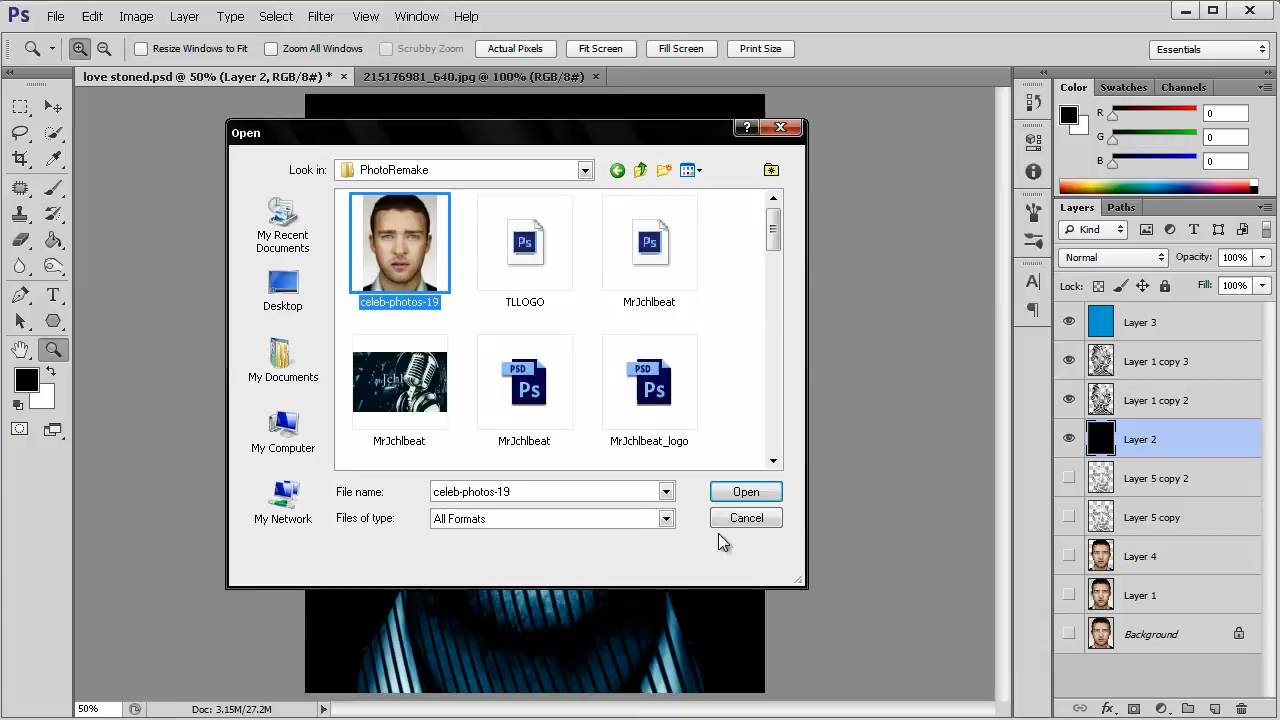 Ps File Edit Image Layer Type Select Filter View Window Help
Resize Windows to Fit Zoom All Windows Scrubby Zoom Actual Pixels Fit Screen Fill Screen Print Size Essentials
love stoned.psd @ 50% (Layer 2, RGB/8#) * × 215176981_640.jpg @ 100% (RGB/8#) ×
Open
Look in: PhotoRemake
My Recent Documents
Desktop
My Documents
My Computer
My Network
celeb-photos-19 TLLOGO MrJchlbeat
MrJchlbeat MrJchlbeat MrJchlbeat_logo
File name: celeb-photos-19 Open
Files of type: All Formats Cancel
Color Swatches Channels
R 0
G 0
B 0
Layers Paths
Kind
Normal Opacity: 100%
Lock: Fill: 100%
Layer 3
Layer 1 copy 3
Layer 1 copy 2
Layer 2
Layer 5 copy 2
Layer 5 copy
Layer 4
Layer 1
Background
50% Doc: 3.15M/27.2M